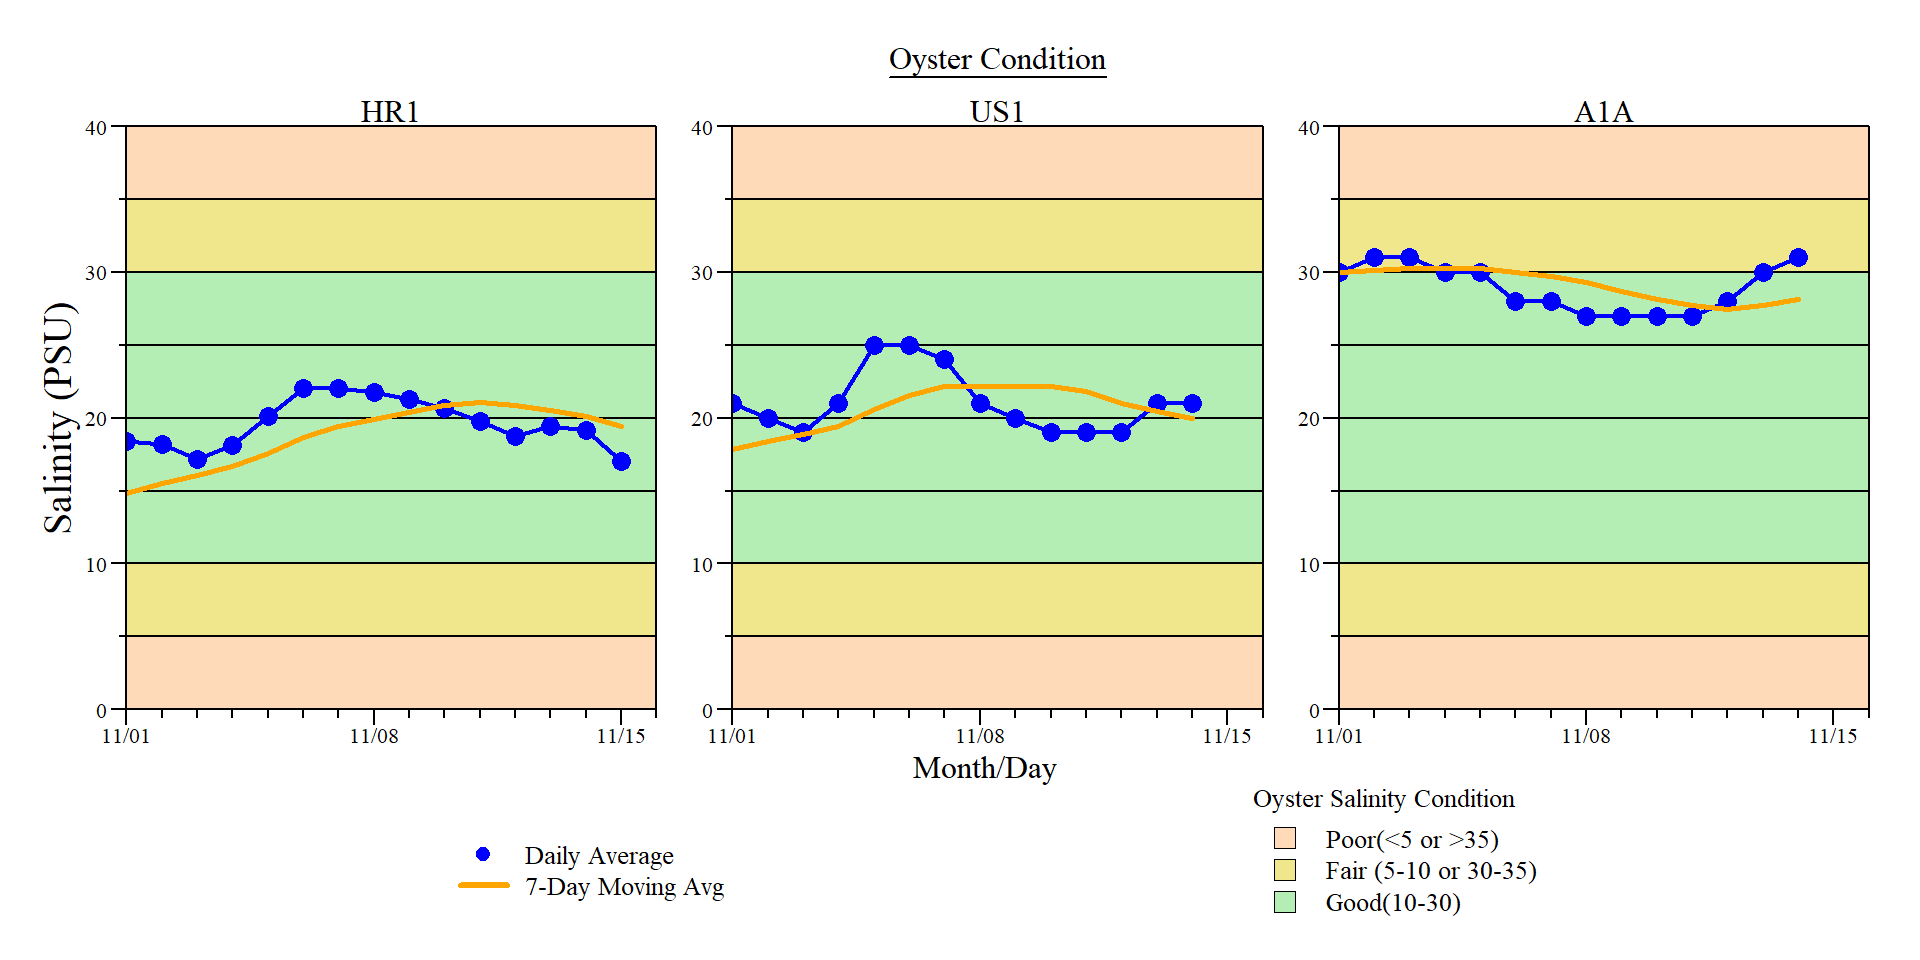 Oyster Condition
HR1
US1
A1A
Salinity (PSU)
40
30
20
10
0
11/01
11/08
11/15
40
30
20
10
0
11/01
11/08
11/15
40
30
20
10
0
11/01
11/08
11/15
Month/Day
Daily Average
7-Day Moving Avg
Oyster Salinity Condition
Poor(<5 or >35)
Fair (5-10 or 30-35)
Good(10-30)